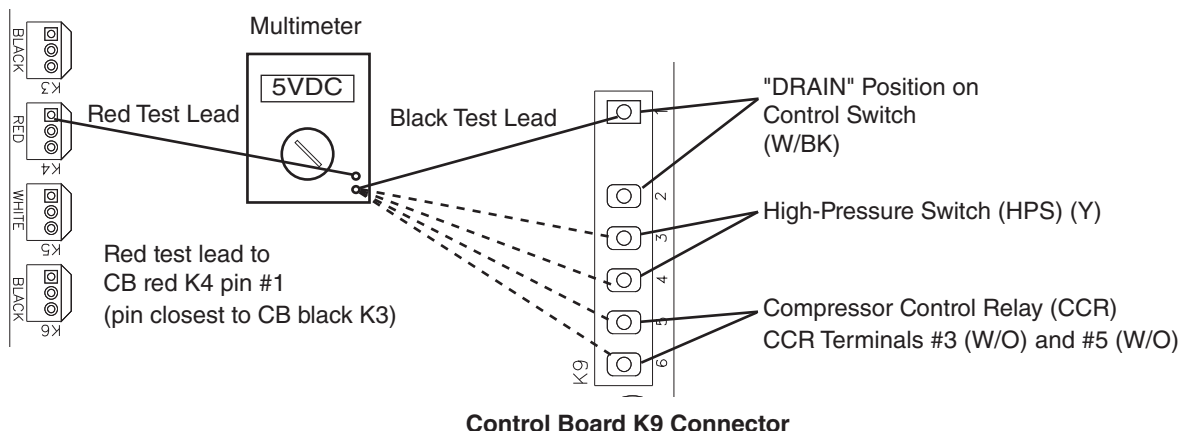 Multimeter
5VDC
Red Test Lead
Black Test Lead
BLACK
K3
RED
K4
WHITE
K5
BLACK
K6
Red test lead to
CB red K4 pin #1
(pin closest to CB black K3)
1
2
3
4
5
6
K9
"DRAIN" Position on
Control Switch
(W/BK)
High-Pressure Switch (HPS) (Y)
Compressor Control Relay (CCR)
CCR Terminals #3 (W/O) and #5 (W/O)
Control Board K9 Connector